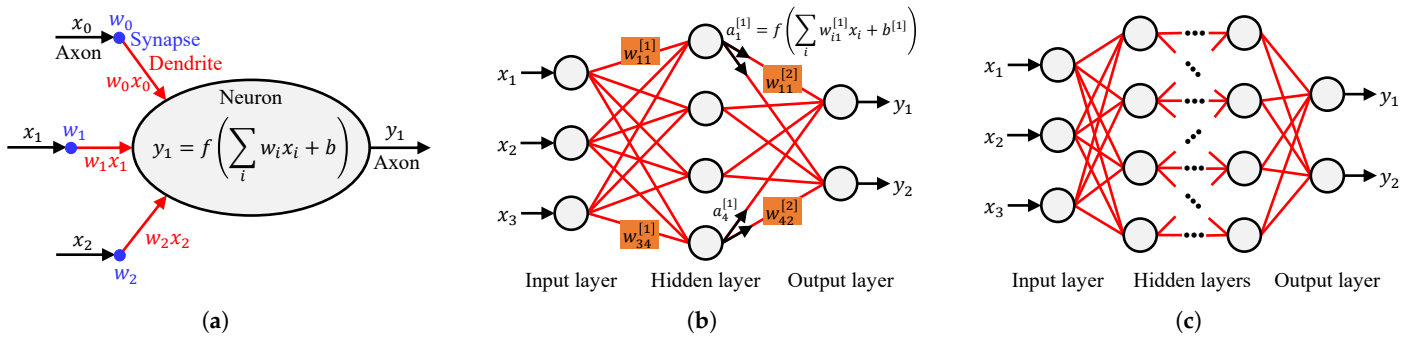 x₀
w₀
Axon
Synapse
Dendrite
w₀x₀
Neuron
x₁
w₁
w₁x₁
y₁ = f(∑ᵢ wᵢxᵢ + b)
y₁
Axon
x₂
w₂x₂
w₂
(a)
a₁^[1] = f(∑ᵢ w_{i1}^[1] xᵢ + b^[1])
w₁₁^[1]
w₁₁^[2]
x₁
y₁
x₂
y₂
x₃
a₄^[1]
w₃₄^[1]
w₄₂^[2]
Input layer Hidden layer Output layer
(b)
x₁
y₁
x₂
y₂
x₃
Input layer Hidden layers Output layer
(c)